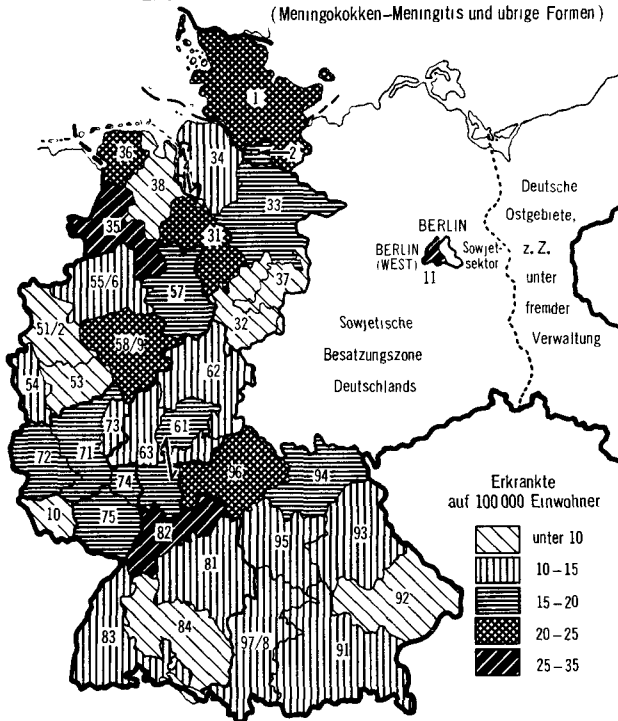 (Meningokokken-Meningitis und ubrige Formen)
1
2
36
34
38
33
35
31
55/6
57
37
32
51/2
58/9
62
54
53
73
61
63
71
72
74
96
94
10
75
82
95
93
81
92
83
84
97/8
91
BERLIN
BERLIN
(WEST)
11
Sowjet-
sektor
Deutsche
Ostgebiete,
z. Z.
unter
fremder
Verwaltung
Sowjetische
Besatzungszone
Deutschlands
Erkrankte
auf 100 000 Einwohner
unter 10
10-15
15-20
20-25
25-35